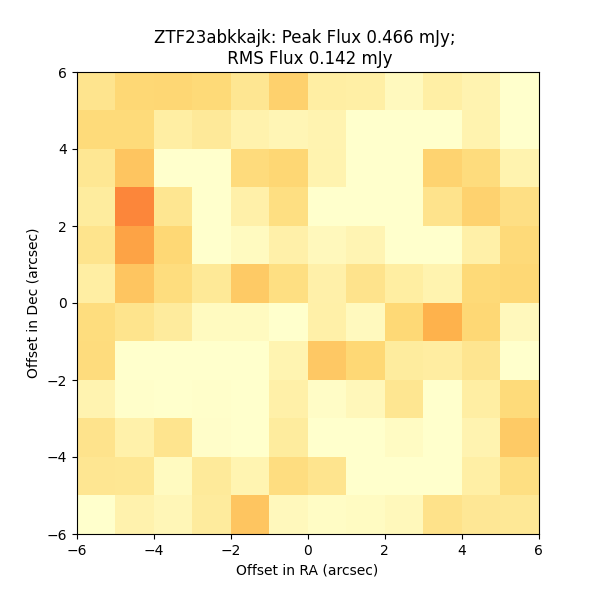 ZTF23abkkajk: Peak Flux 0.466 mJy;
RMS Flux 0.142 mJy
6
4
2
0
−2
−4
−6
Offset in Dec (arcsec)
−6 −4 −2 0 2 4 6
Offset in RA (arcsec)